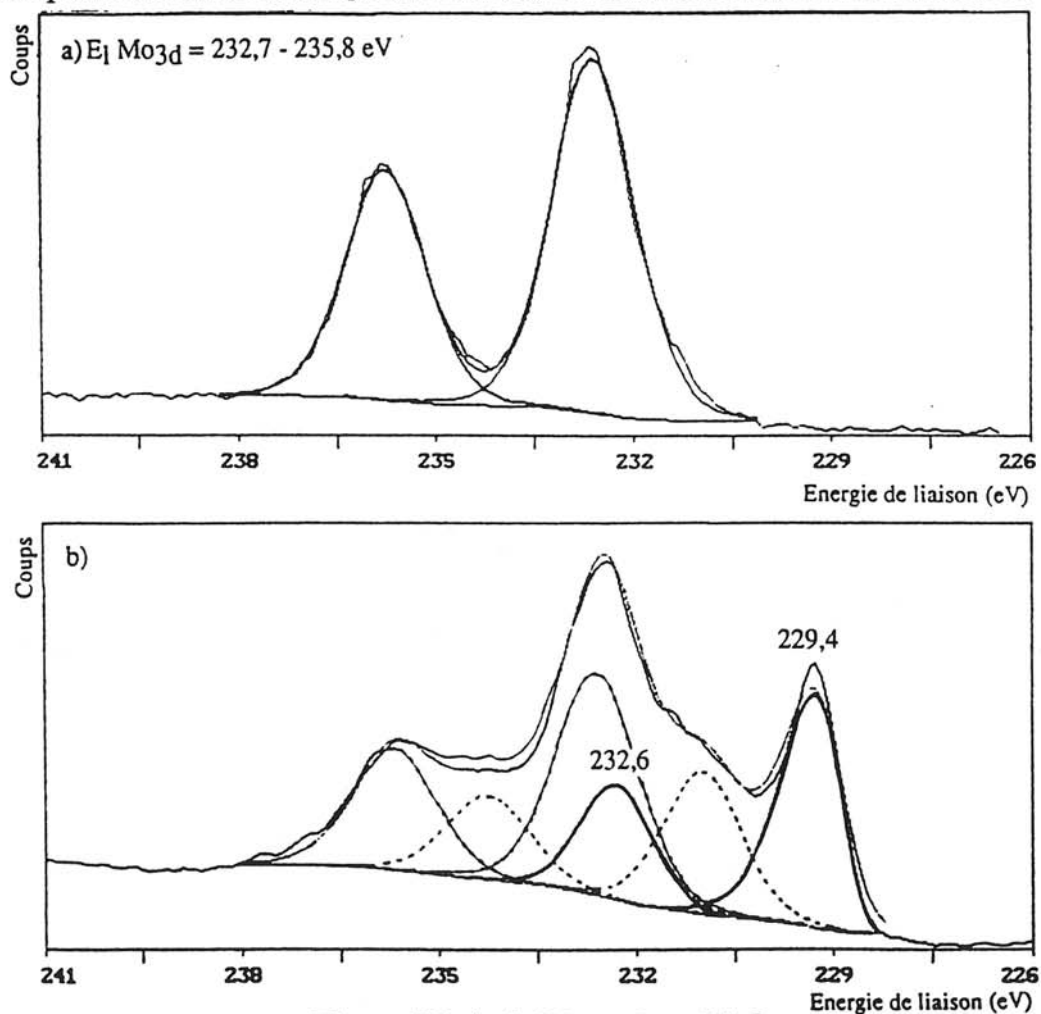 Coups
a) El Mo3d = 232,7 - 235,8 eV
241 238 235 232 229 226
Energie de liaison (eV)
Coups
b)
229,4
232,6
241 238 235 232 229 226
Energie de liaison (eV)